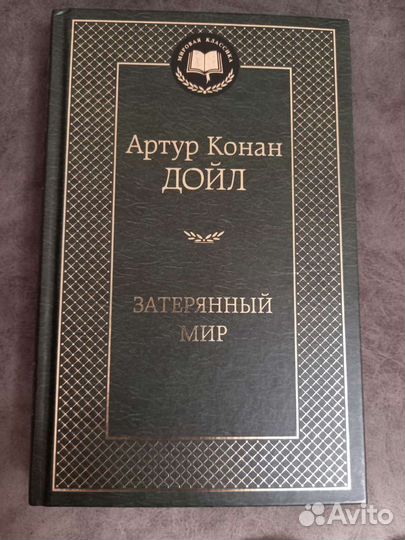 МИРОВАЯ КЛАССИКА
Артур Конан
ДОЙЛ
ЗАТЕРЯННЫЙ
МИР
Avito